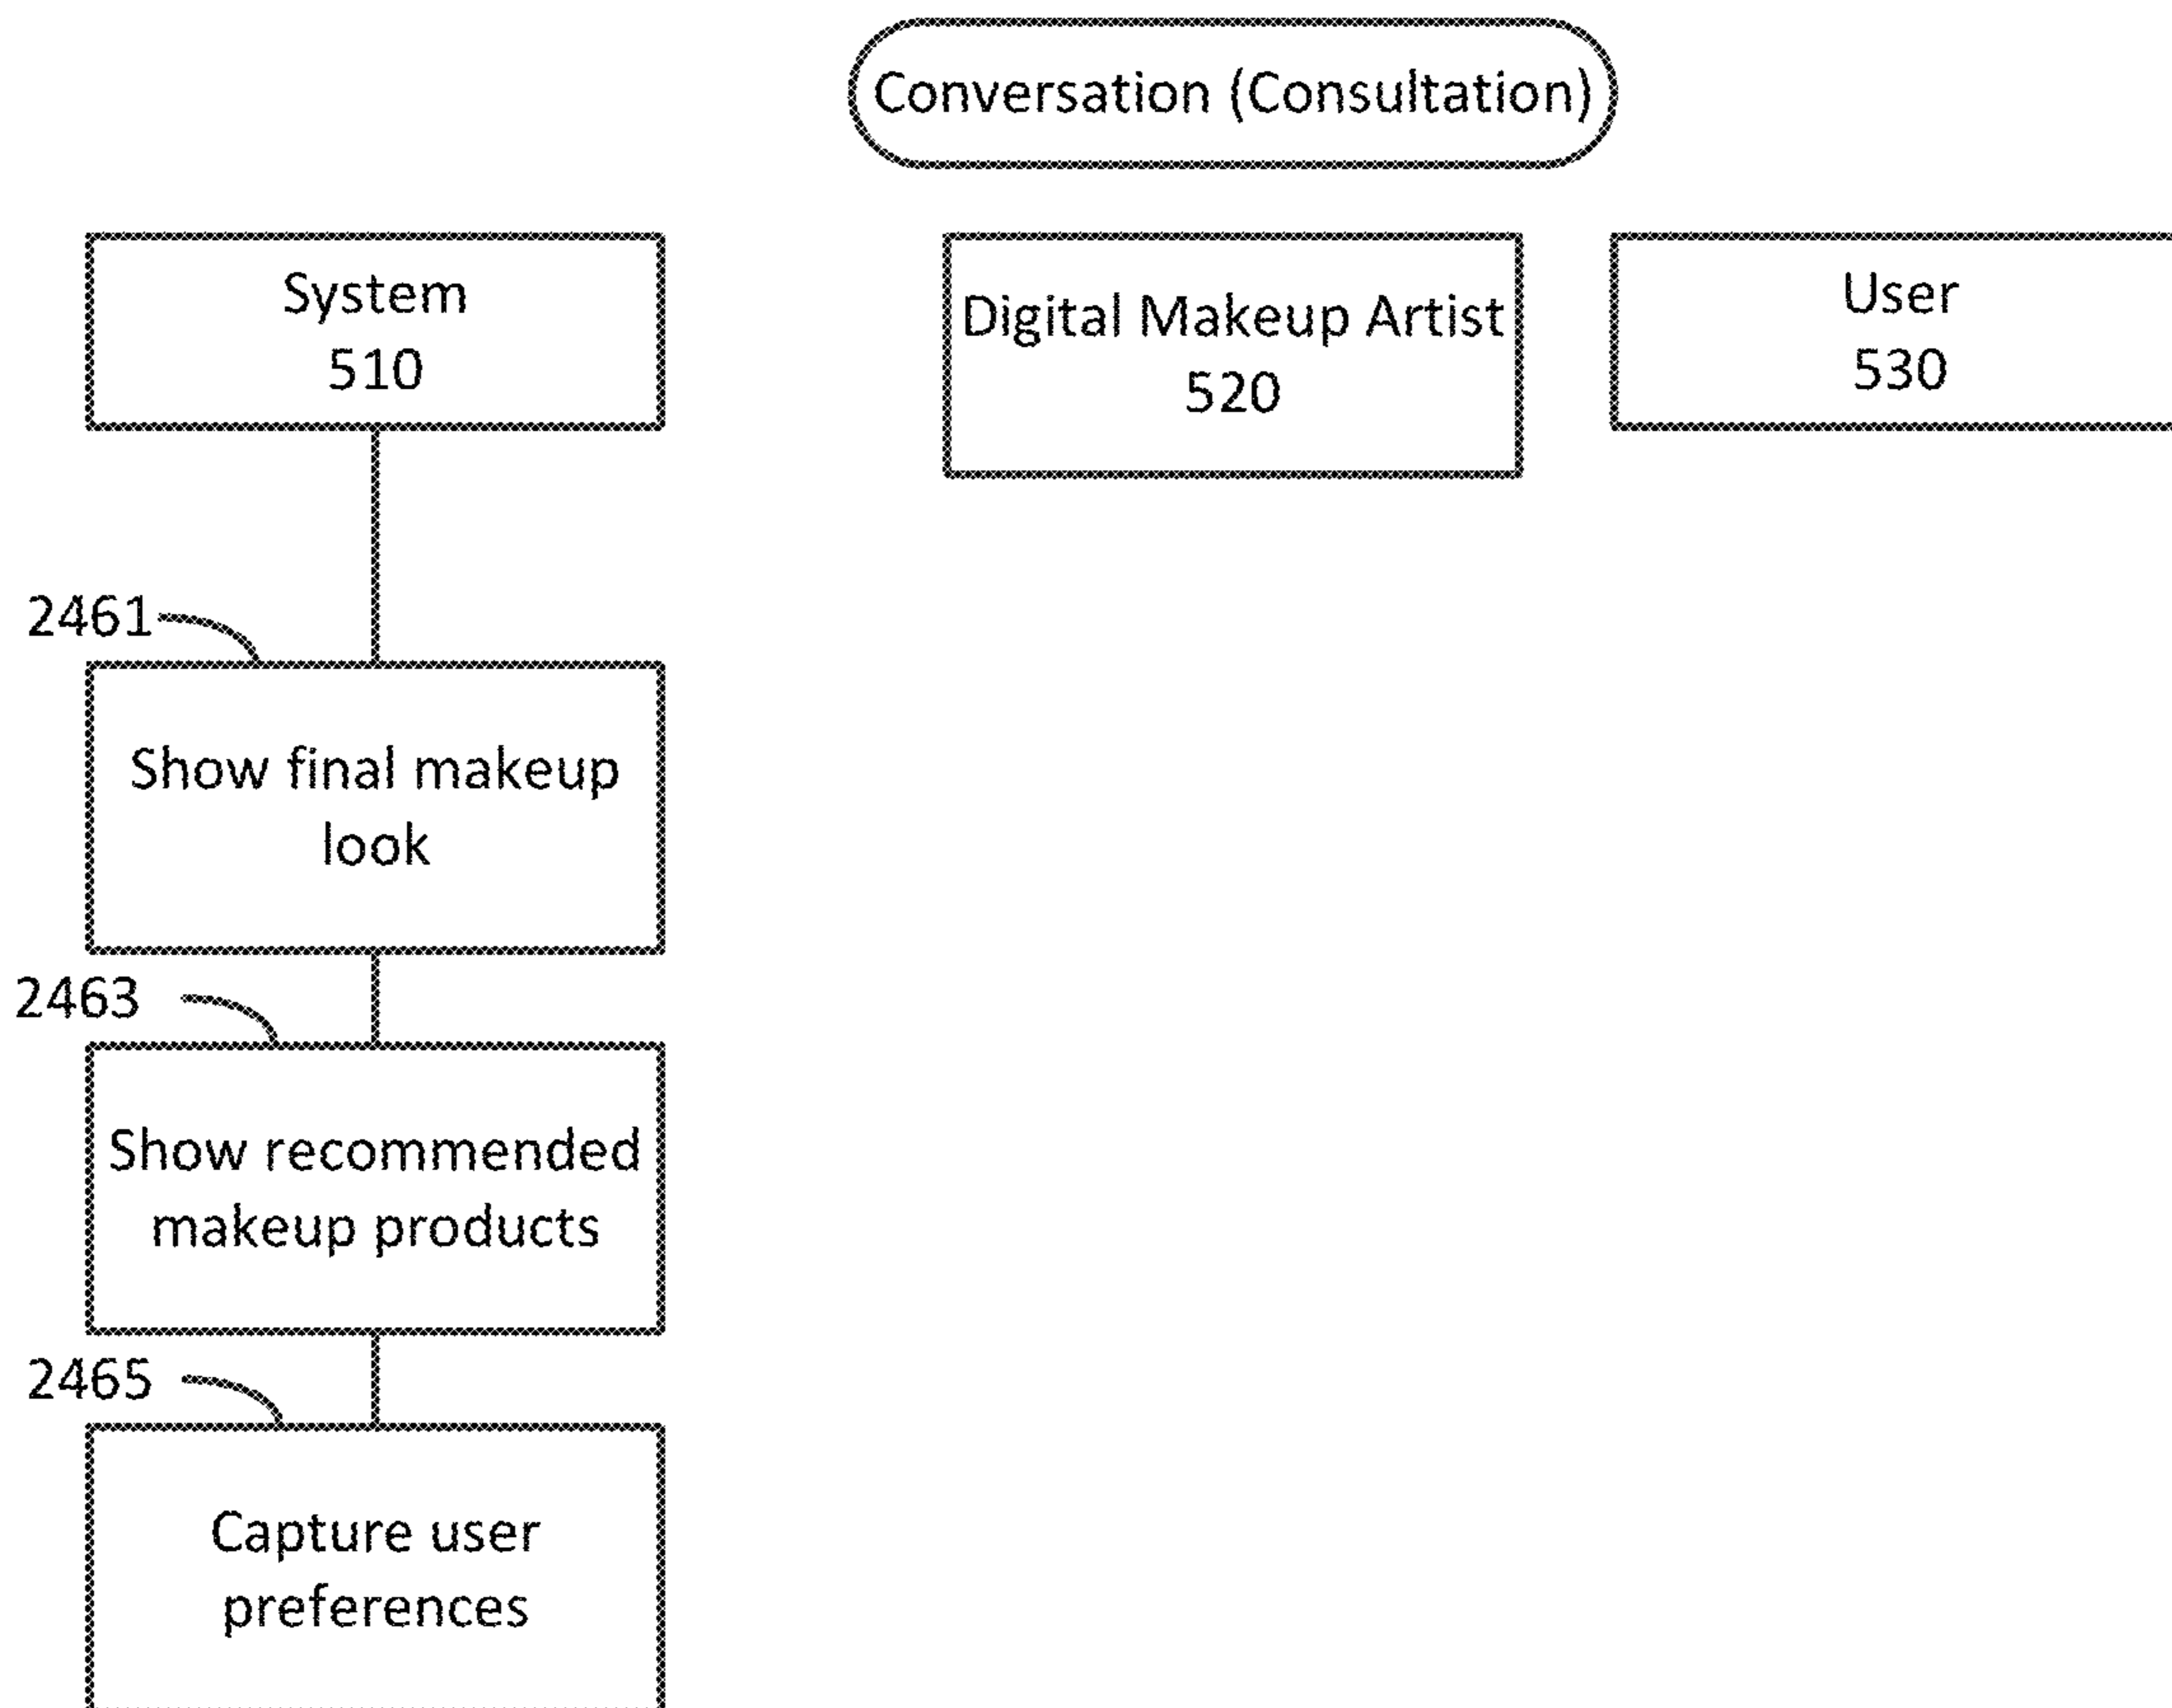 Conversation (Consultation)
System
510
Digital Makeup Artist
520
User
530
2461
Show final makeup
look
2463
Show recommended
makeup products
2465
Capture user
preferences